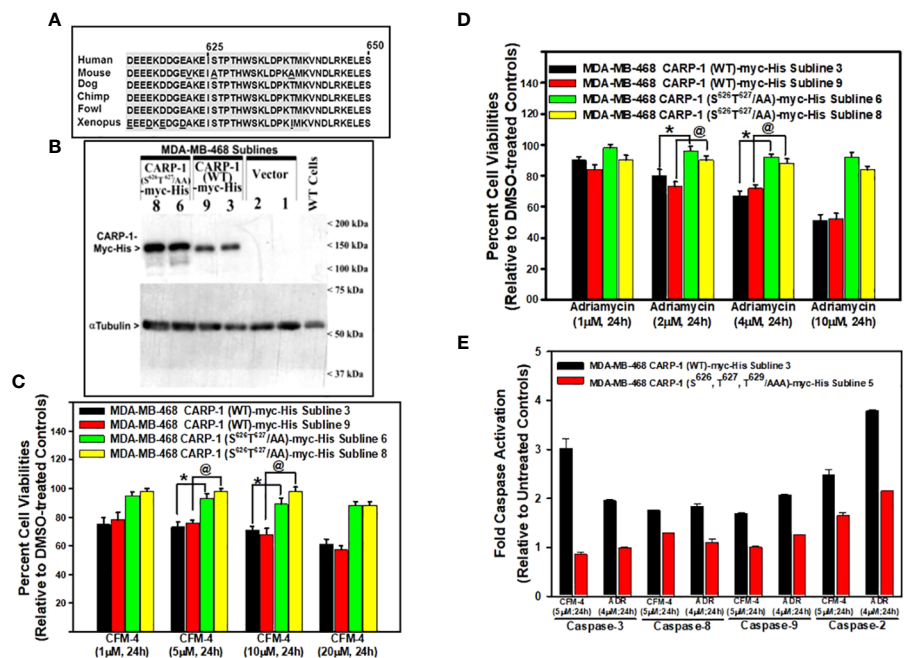 A
625
650
Human DEEEKDDGEAKEISTPTHWSKLDPKTMKVNDLRKELES
Mouse DEEEKDDGEVKEIATPTHWSKLDPKAMKVNDLRKELES
Dog DEEEKDDGEAKEISTPTHWSKLDPKTMKVNDLRKELES
Chimp DEEEKDDGEAKEISTPTHWSKLDPKTMKVNDLRKELES
Fowl DEEEKDDGEAKEISTPTHWSKLDPKTMKVNDLRKELES
B
MDA-MB-468 Sublines
CARP-1 (S⁶²⁶T⁶²⁷/AA) -myc-His
CARP-1 (WT) -myc-His
Vector
WT Cells
8 6 9 3 2 1
CARP-1-
Myc-His >
αTubulin >
< 200 kDa
< 150 kDa
< 100 kDa
< 75 kDa
< 50 kDa
< 37 kDa
C
Percent Cell Viabilities
(Relative to DMSO-treated Controls)
MDA-MB-468 CARP-1 (WT)-myc-His Subline 3
MDA-MB-468 CARP-1 (WT)-myc-His Subline 9
MDA-MB-468 CARP-1 (S⁶²⁶T⁶²⁷/AA)-myc-His Subline 6
MDA-MB-468 CARP-1 (S⁶²⁶T⁶²⁷/AA)-myc-His Subline 8
140
120
100
80
60
40
20
* @ * @
CFM-4 CFM-4 CFM-4 CFM-4
(1µM, 24h) (5µM, 24h) (10µM, 24h) (20µM, 24h)
D
Percent Cell Viabilities
(Relative to DMSO-treated Controls)
MDA-MB-468 CARP-1 (WT)-myc-His Subline 3
MDA-MB-468 CARP-1 (WT)-myc-His Subline 9
MDA-MB-468 CARP-1 (S⁶²⁶T⁶²⁷/AA)-myc-His Subline 6
MDA-MB-468 CARP-1 (S⁶²⁶T⁶²⁷/AA)-myc-His Subline 8
140
120
100
80
60
40
20
00
* @ * @
Adriamycin Adriamycin Adriamycin Adriamycin
(1µM, 24h) (2µM, 24h) (4µM, 24h) (10µM, 24h)
E
Fold Caspase Activation
(Relative to Untreated Controls)
MDA-MB-468 CARP-1 (WT)-myc-His Subline 3
MDA-MB-468 CARP-1 (S⁶²⁶, T⁶²⁷, T⁶²⁹/AAA)-myc-His Subline 5
5
4
3
2
1
0
CFM-4 ADR CFM-4 ADR CFM-4 ADR CFM-4 ADR
(5µM;24h) (4µM;24h) (5µM;24h) (4µM;24h) (5µM;24h) (4µM;24h) (5µM;24h) (4µM;24h)
Caspase-3 Caspase-8 Caspase-9 Caspase-2